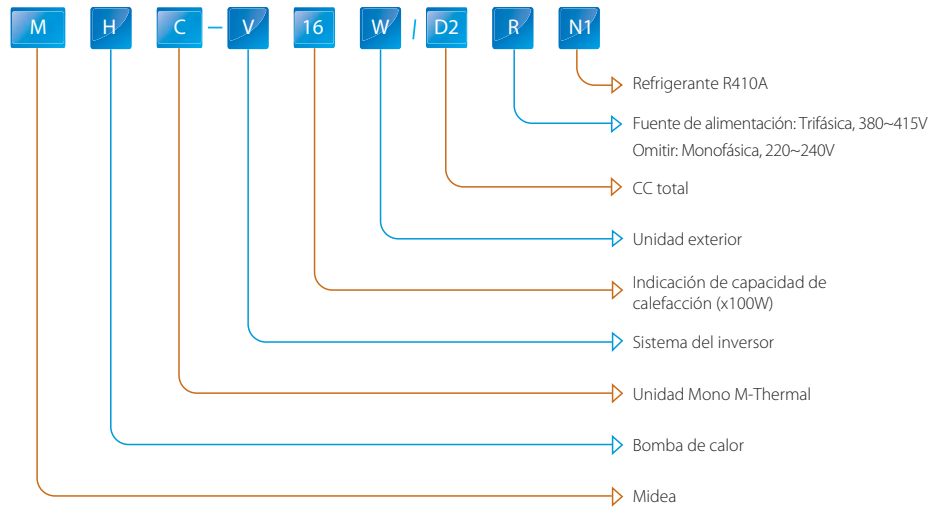 M H C - V 16 W / D2 R N1
Refrigerante R410A
Fuente de alimentación: Trifásica, 380~415V
Omitir: Monofásica, 220~240V
CC total
Unidad exterior
Indicación de capacidad de
calefacción (x100W)
Sistema del inversor
Unidad Mono M-Thermal
Bomba de calor
Midea